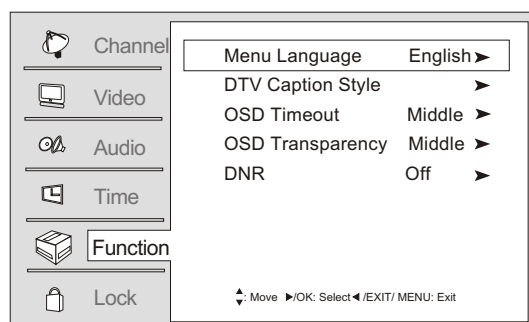 Channel
Video
Audio
Time
Function
Lock
Menu Language English
DTV Caption Style
OSD Timeout Middle
OSD Transparency Middle
DNR Off
: Move /OK: Select /EXIT/ MENU: Exit